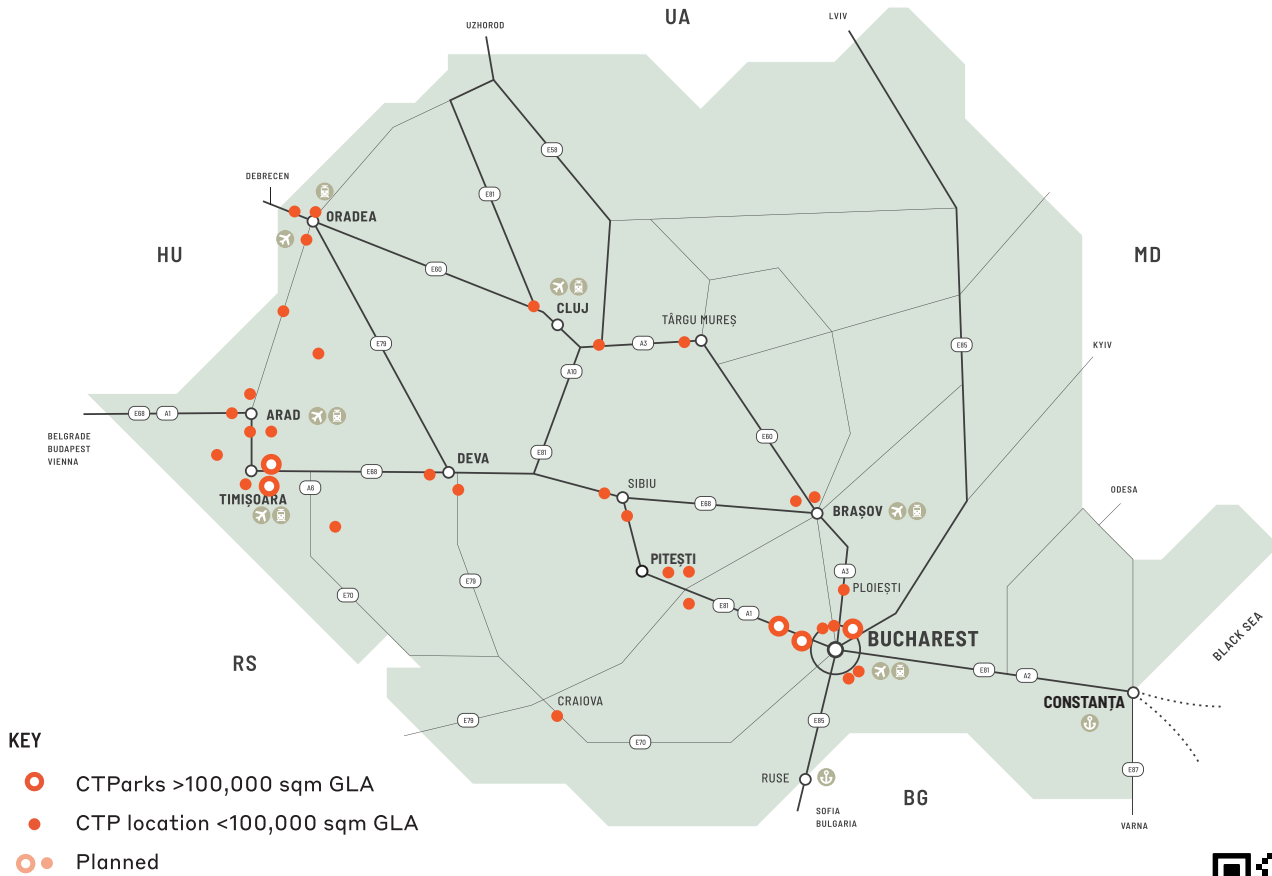 UA
LVIV
UZHOROD
E58
DEBRECEN
E81
ORADEA
HU
MD
E60
CLUJ
TÂRGU MUREȘ
E79
A3
E85
KYIV
A10
ARAD
E68
A1
BELGRADE
BUDAPEST
VIENNA
E60
E81
DEVA
E68
A6
TIMIȘOARA
SIBIU
E68
BRAȘOV
ODESA
PITEȘTI
A3
PLOIEȘTI
E79
E70
E81
A1
BUCHAREST
BLACK SEA
RS
E81
A2
CONSTANȚA
CRAIOVA
E79
E85
E70
KEY
CTParks >100,000 sqm GLA
CTP location <100,000 sqm GLA
Planned
RUSE
SOFIA
BULGARIA
BG
E87
VARNA